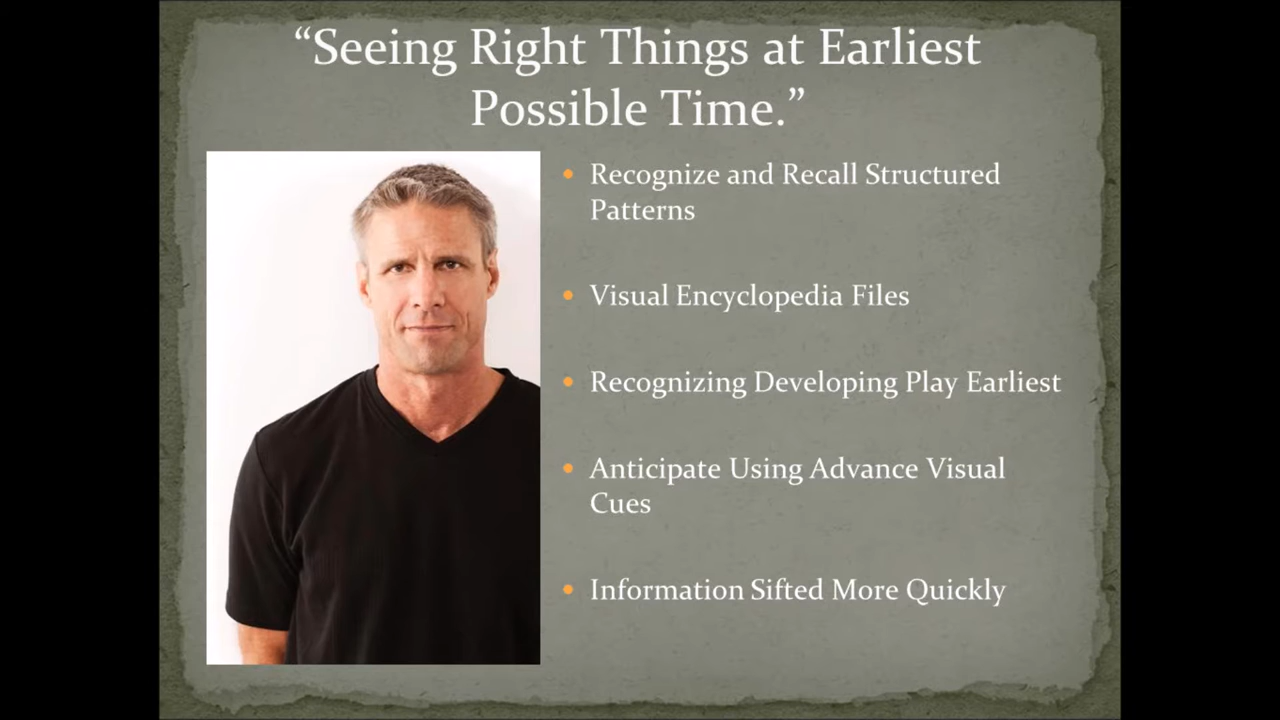 “Seeing Right Things at Earliest
Possible Time.”
• Recognize and Recall Structured
Patterns
• Visual Encyclopedia Files
• Recognizing Developing Play Earliest
• Anticipate Using Advance Visual
Cues
• Information Sifted More Quickly